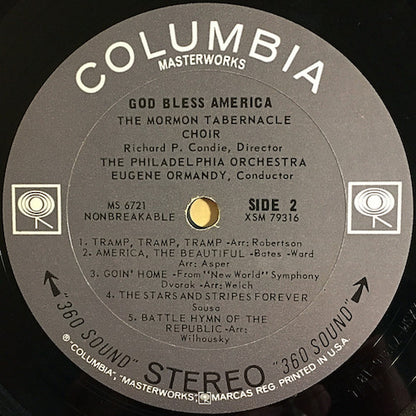 COLUMBIA
MASTERWORKS
GOD BLESS AMERICA
THE MORMON TABERNACLE
CHOIR
Richard P. Condie, Director
THE PHILADELPHIA ORCHESTRA
EUGENE ORMANDY, Conductor
MS 6721
NONBREAKABLE
SIDE 2
XSM 79316
1. TRAMP, TRAMP, TRAMP -Arr: Robertson
2. AMERICA, THE BEAUTIFUL -Bates -Ward
Arr: Asper
3. GOIN' HOME -From "New World" Symphony
Dvorak -Arr: Welch
4. THE STARS AND STRIPES FOREVER
Sousa
5. BATTLE HYMN OF THE
REPUBLIC -Arr:
Wilhousky
"360 SOUND" STEREO "360 SOUND"
® "COLUMBIA", "MASTERWORKS", MARCAS REG. PRINTED IN U.S.A.